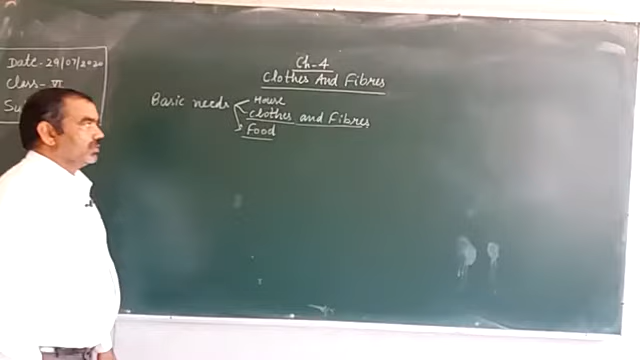 Date-29/07/2020
Class- VI
Ch-4
Clothes And Fibres
Basic needs
House
Clothes and Fibres
Food